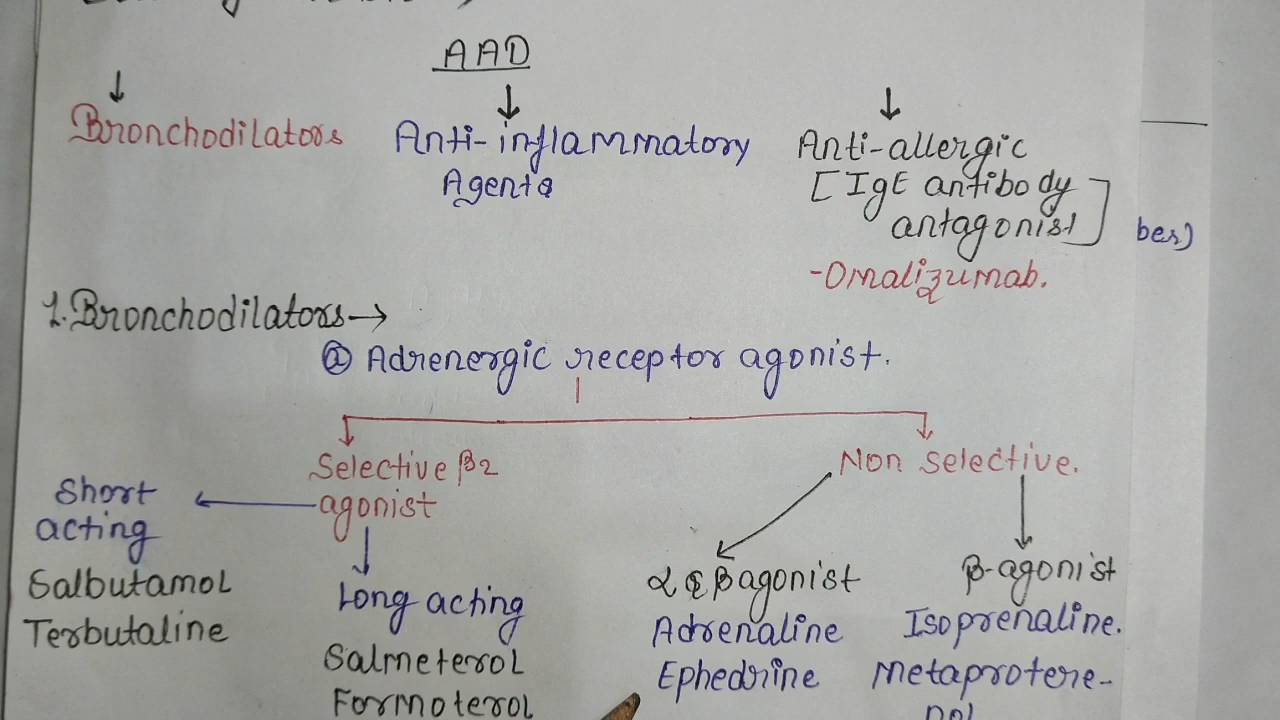 AAD
Bronchodilators
Anti-inflammatory
Agents
Anti-allergic
[IgE antibody
antagonist]
-Omalizumab.
bes)
1. Bronchodilators→
ⓐ Adrenergic receptor agonist.
Selective β2
agonist
Short
acting
Salbutamol
Terbutaline
Long acting
Salmeterol
Formoterol
Non selective.
α & β agonist
Adrenaline
Ephedrine
β-agonist
Isoprenaline.
Metaprotere-
nol